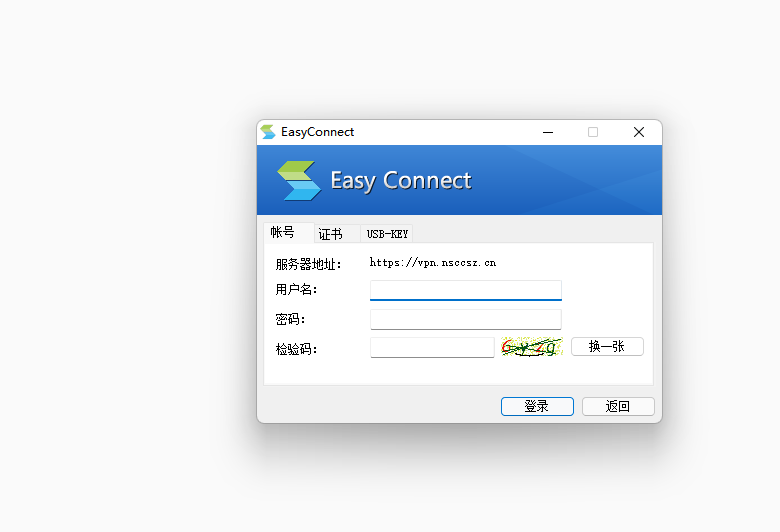 EasyConnect
Easy Connect
帐号 证书 USB-KEY
服务器地址： https://vpn.nsccsz.cn
用户名：
密码：
检验码： 换一张
登录 返回